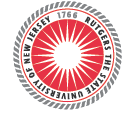 RUTGERS THE STATE UNIVERSITY OF NEW JERSEY
1766